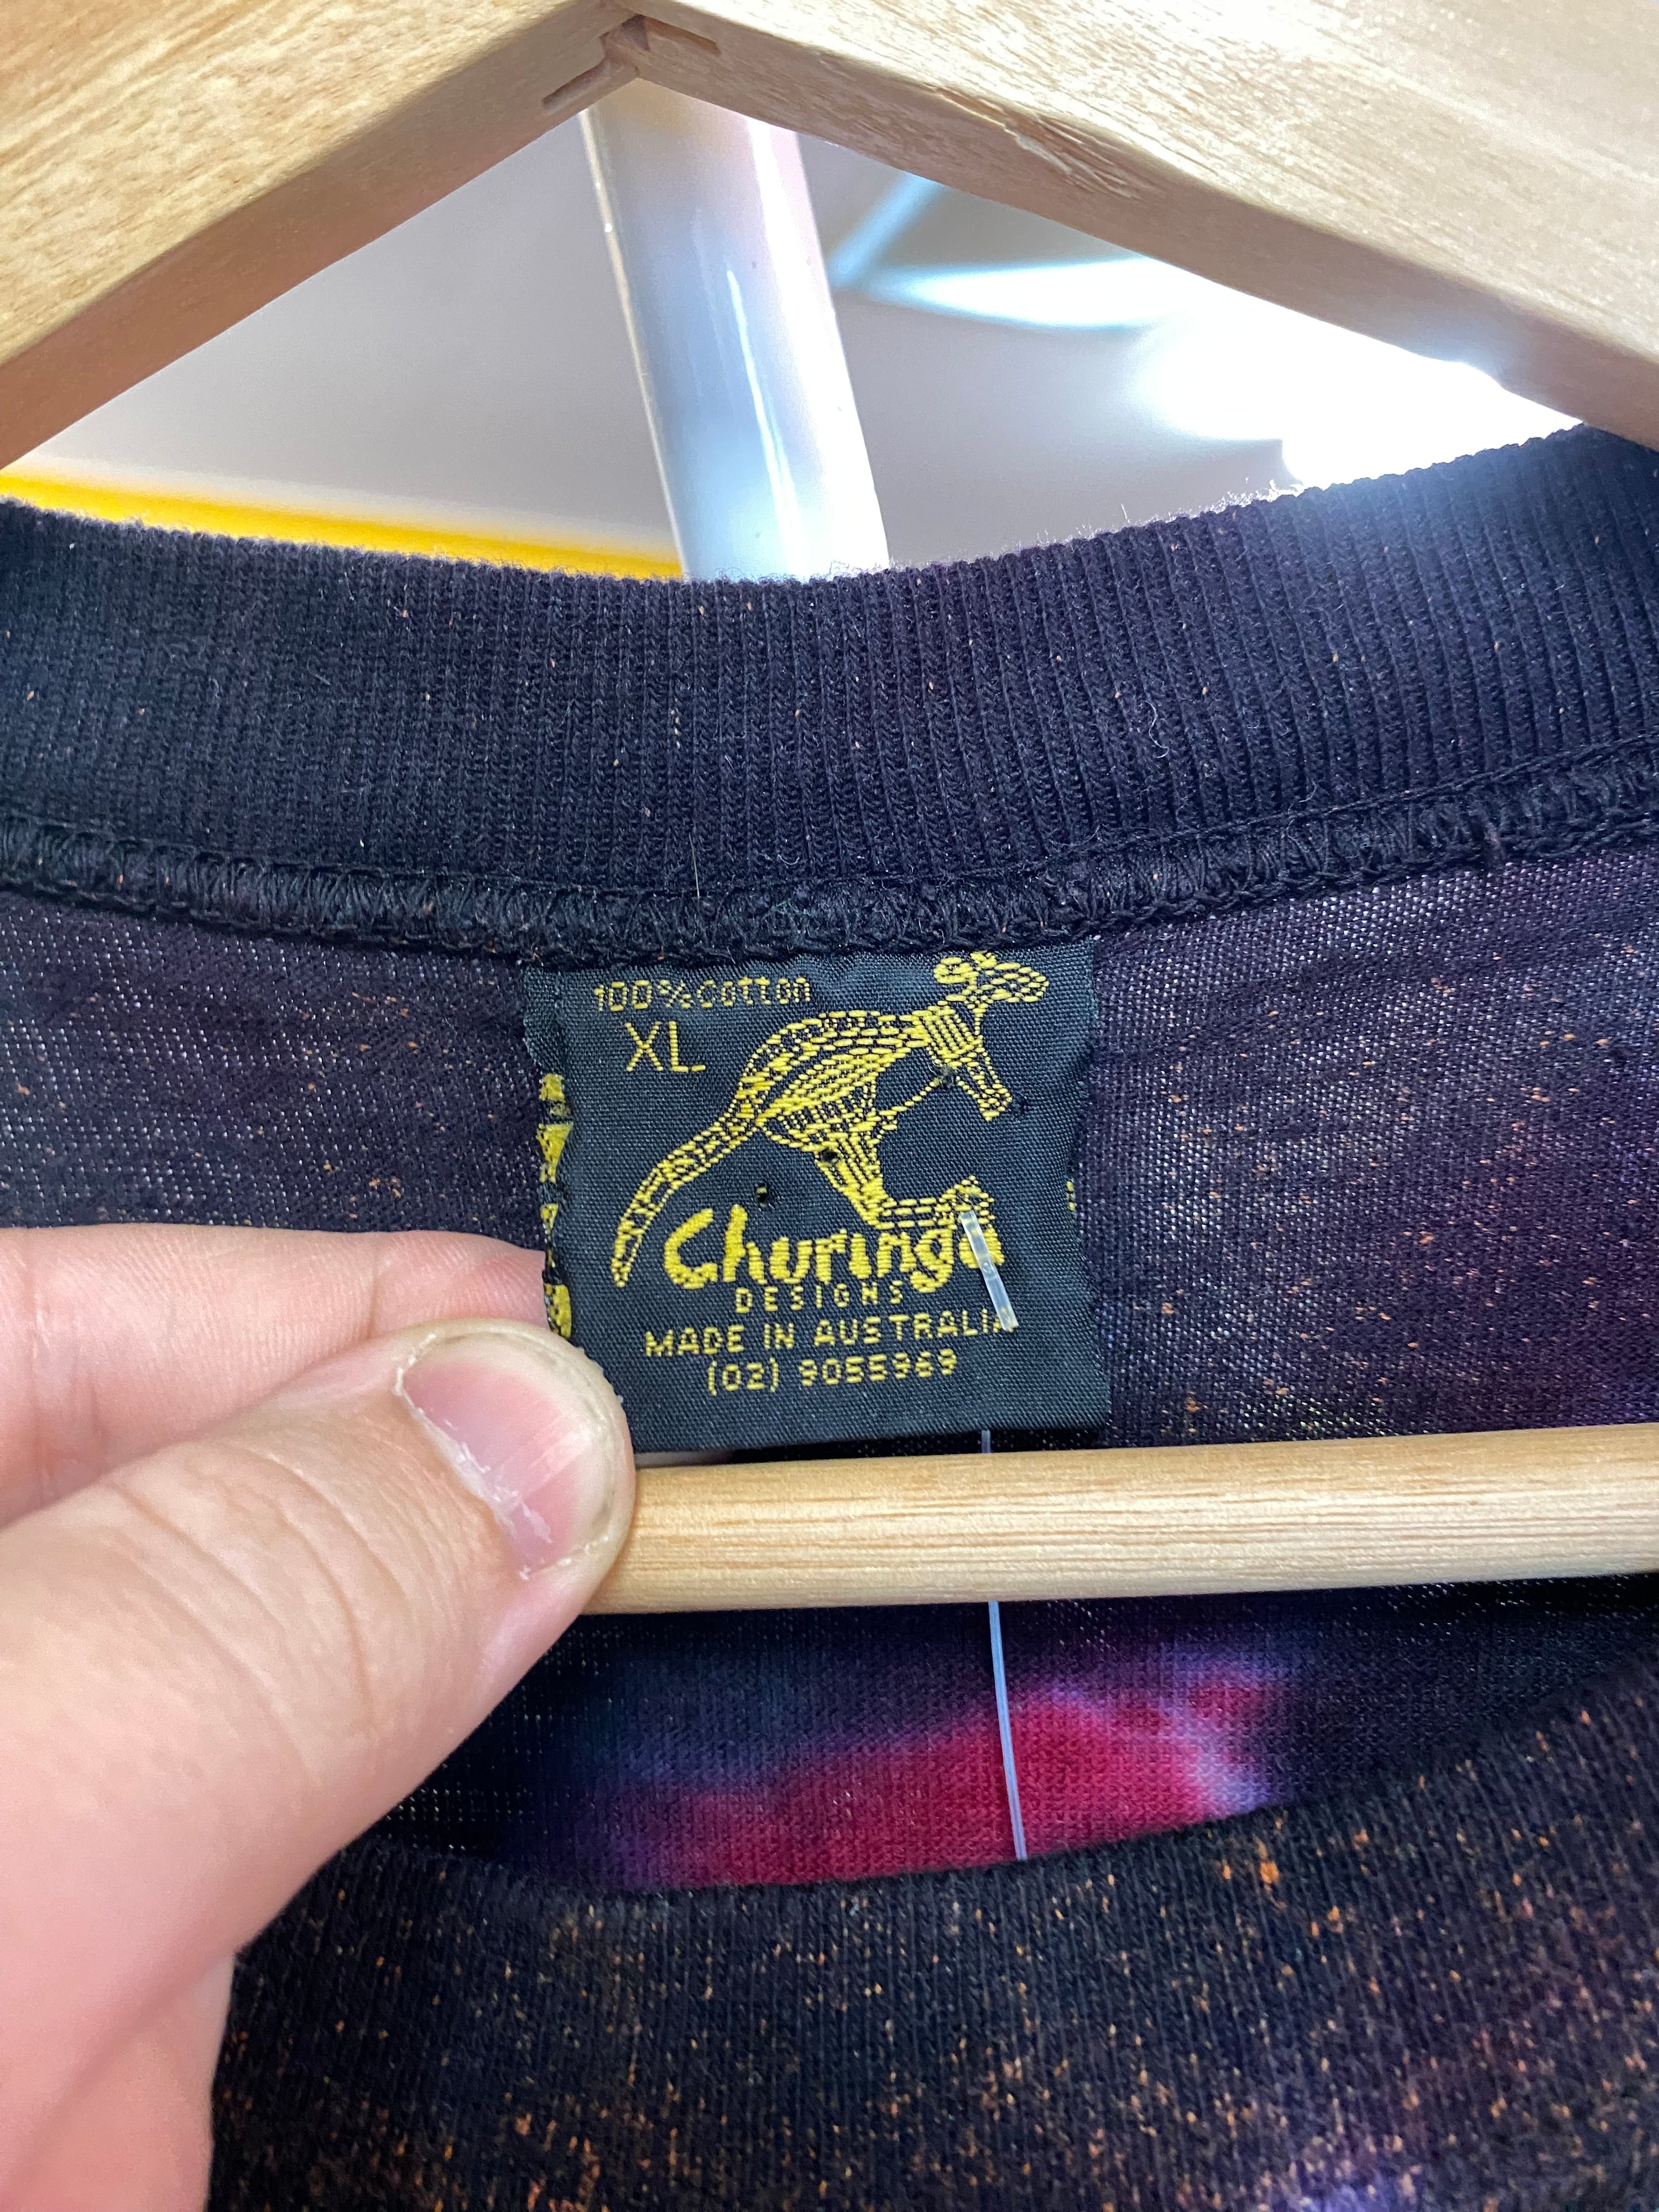 100% Cotton
XL
Churinga
DESIGNS
MADE IN AUSTRALIA
(02) 9055969